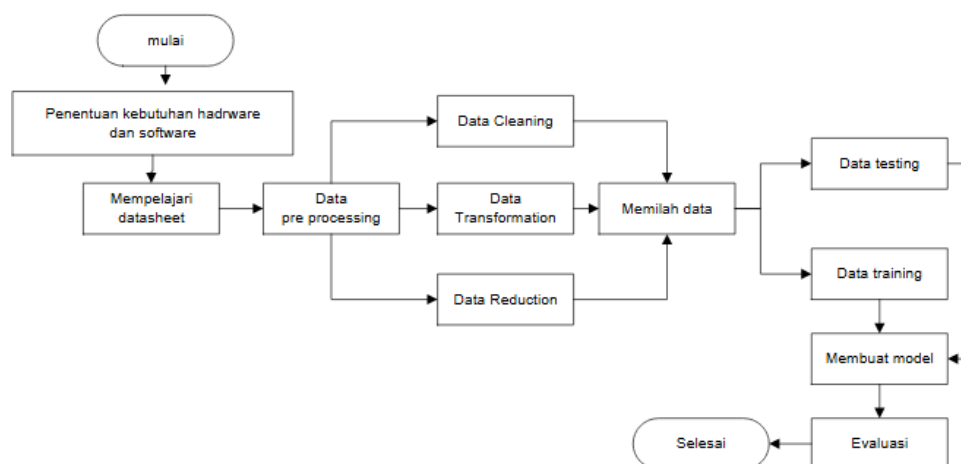 mulai
Penentuan kebutuhan hadrware
dan software
Mempelajari
datasheet
Data
pre processing
Data Cleaning
Data
Transformation
Data Reduction
Memilah data
Data testing
Data training
Membuat model
Evaluasi
Selesai